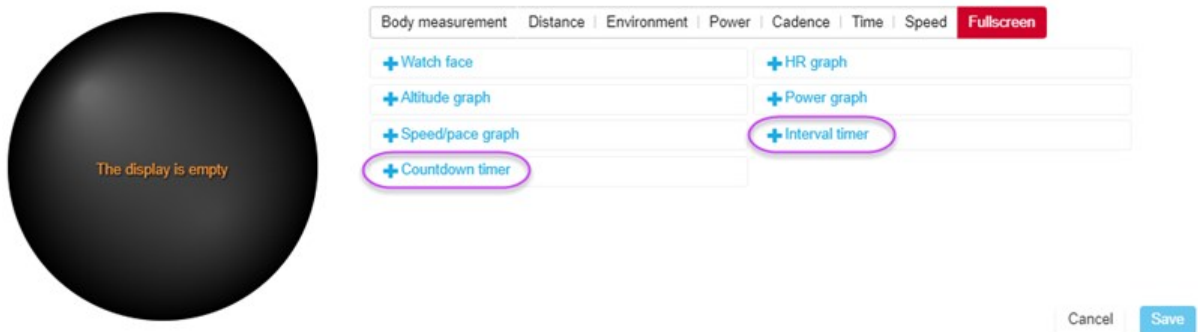 Body measurement Distance Environment Power Cadence Time Speed Fullscreen
Watch face HR graph
Altitude graph Power graph
Speed/pace graph Interval timer
The display is empty Countdown timer
Cancel Save